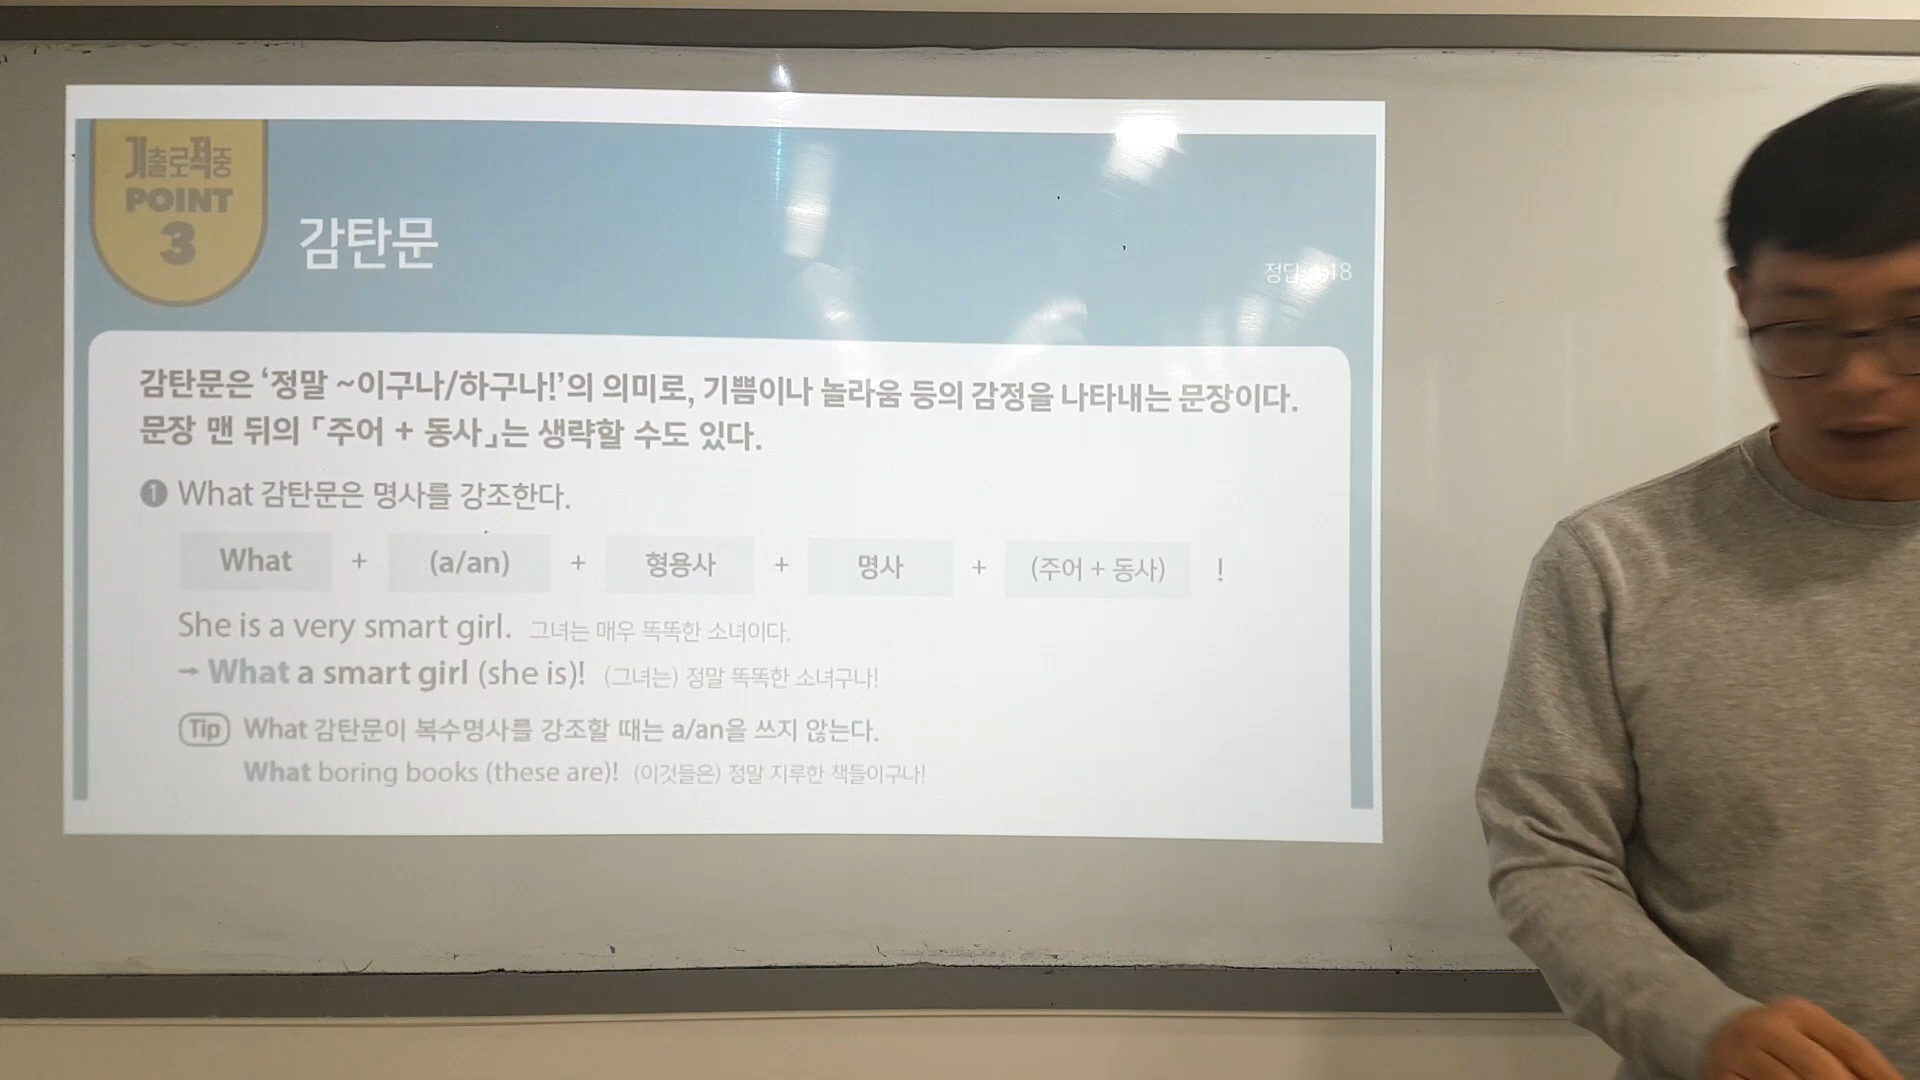 기출로적중
POINT
3
감탄문
정답 18
감탄문은 ‘정말 ~이구나/하구나!’의 의미로, 기쁨이나 놀라움 등의 감정을 나타내는 문장이다.
문장 맨 뒤의 「주어 + 동사」는 생략할 수도 있다.
❶ What 감탄문은 명사를 강조한다.
What + (a/an) + 형용사 + 명사 + (주어 + 동사) !
She is a very smart girl. 그녀는 매우 똑똑한 소녀이다.
→ What a smart girl (she is)! (그녀는) 정말 똑똑한 소녀구나!
Tip What 감탄문이 복수명사를 강조할 때는 a/an을 쓰지 않는다.
What boring books (these are)! (이것들은) 정말 지루한 책들이구나!